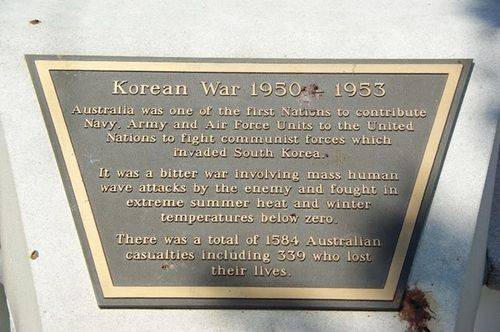 Korean War 1950 - 1953
Australia was one of the first Nations to contribute
Navy, Army and Air Force Units to the United
Nations to fight communist forces which
invaded South Korea.
It was a bitter war involving mass human
wave attacks by the enemy and fought in
extreme summer heat and winter
temperatures below zero.
There was a total of 1584 Australian
casualties including 339 who lost
their lives.